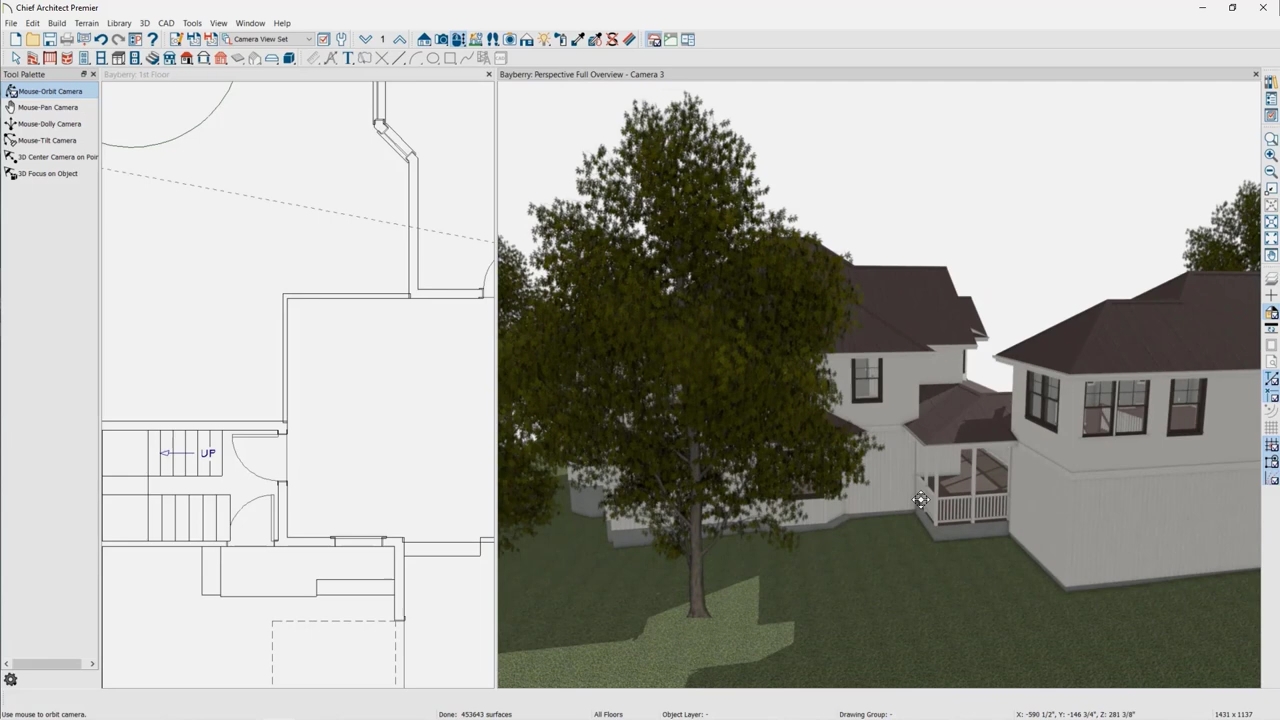 Chief Architect Premier
File Edit Build Terrain Library 3D CAD Tools View Window Help
Camera View Set 1
Tool Palette
Bayberry: 1st Floor
Bayberry: Perspective Full Overview - Camera 3
Mouse-Orbit Camera
Mouse-Pan Camera
Mouse-Dolly Camera
Mouse-Tilt Camera
3D Center Camera on Poin
3D Focus on Object
UP
Use mouse to orbit camera. Done: 453643 surfaces All Floors Object Layer: - Drawing Group: - X: -590 1/2", Y: -146 3/4", Z: 281 3/8" 1431 x 1137